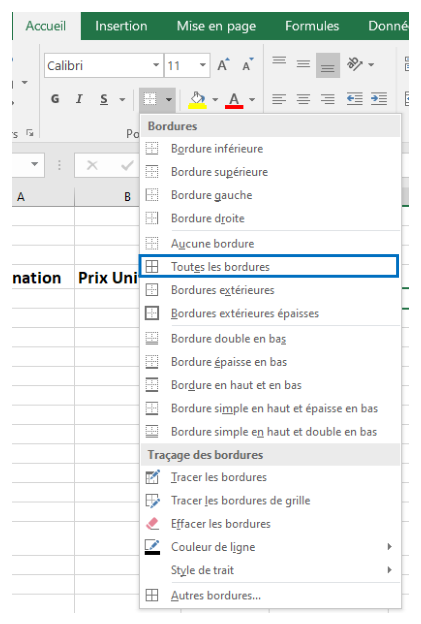 Accueil Insertion Mise en page Formules Donné
Calibri 11 A A
G I S A
rs Po
A B
Bordures
Bordure inférieure
Bordure supérieure
Bordure gauche
Bordure droite
Aucune bordure
Toutes les bordures
mation Prix Uni
Bordures extérieures
Bordures extérieures épaisses
Bordure double en bas
Bordure épaisse en bas
Bordure en haut et en bas
Bordure simple en haut et épaisse en bas
Bordure simple en haut et double en bas
Traçage des bordures
Tracer les bordures
Tracer les bordures de grille
Effacer les bordures
Couleur de ligne
Style de trait
Autres bordures...